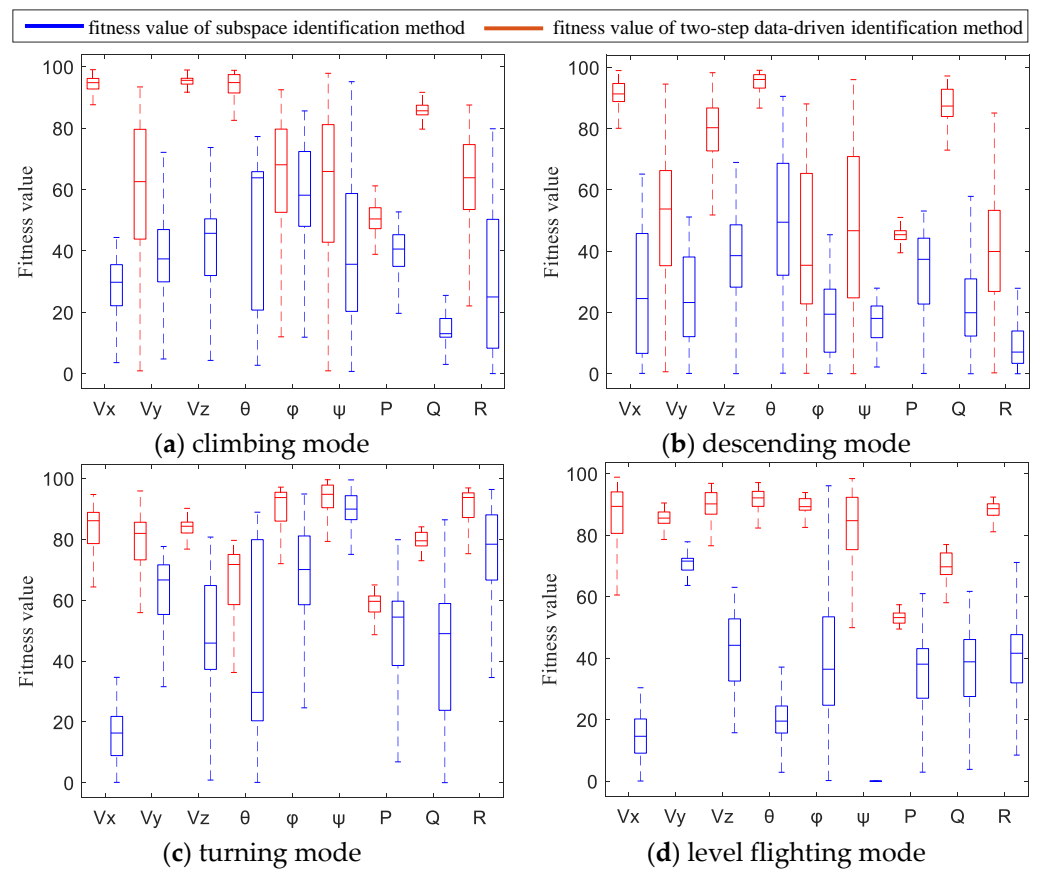 fitness value of subspace identification method fitness value of two-step data-driven identification method
Fitness value
100
80
60
40
20
0
Vx Vy Vz θ φ ψ P Q R
(a) climbing mode
Fitness value
100
80
60
40
20
0
Vx Vy Vz θ φ ψ P Q R
(b) descending mode
Fitness value
100
80
60
40
20
0
Vx Vy Vz θ φ ψ P Q R
(c) turning mode
Fitness value
100
80
60
40
20
0
Vx Vy Vz θ φ ψ P Q R
(d) level flighting mode